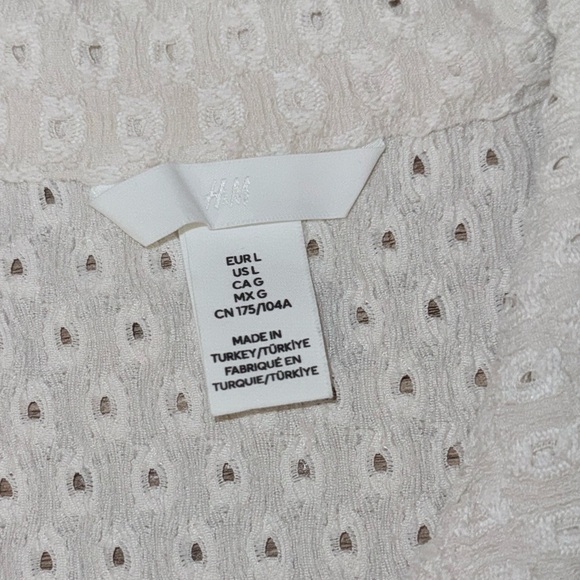 H&M
EUR L
US L
CA G
MX G
CN 175/104A
MADE IN
TURKEY/TÜRKİYE
FABRIQUÉ EN
TURQUIE/TÜRKİYE